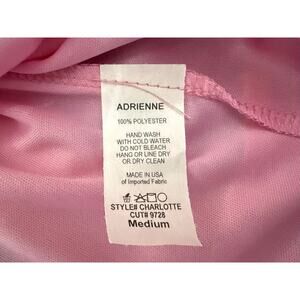 ADRIENNE
100% POLYESTER
HAND WASH
WITH COLD WATER
DO NOT BLEACH
HANG OR LINE DRY
OR DRY CLEAN
MADE IN USA
of Imported Fabric
STYLE# CHARLOTTE
CUT# 9728
Medium